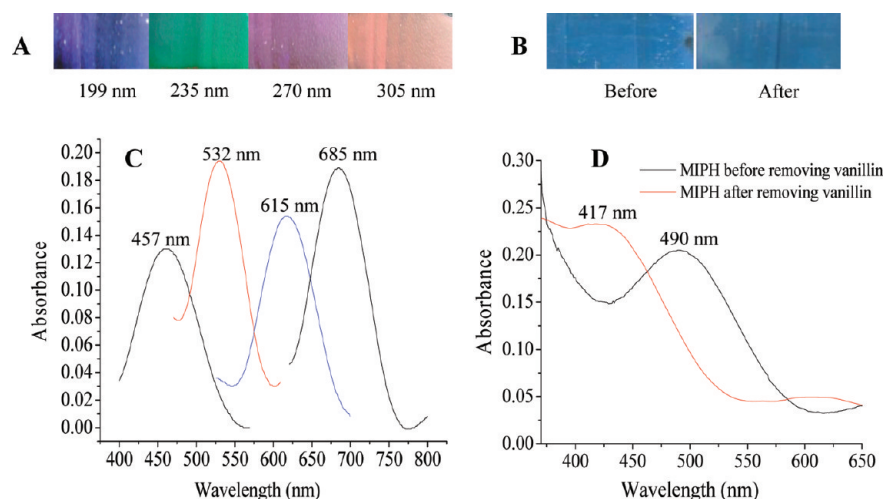 A
199 nm 235 nm 270 nm 305 nm
B
Before After
C
457 nm
532 nm
615 nm
685 nm
0.20
0.18
0.16
0.14
0.12
0.10
0.08
0.06
0.04
0.02
0.00
Absorbance
400 450 500 550 600 650 700 750 800
Wavelength (nm)
D
MIPH before removing vanillin
MIPH after removing vanillin
417 nm
490 nm
0.30
0.25
0.20
0.15
0.10
0.05
0.00
Absorbance
400 450 500 550 600 650
Wavelength (nm)